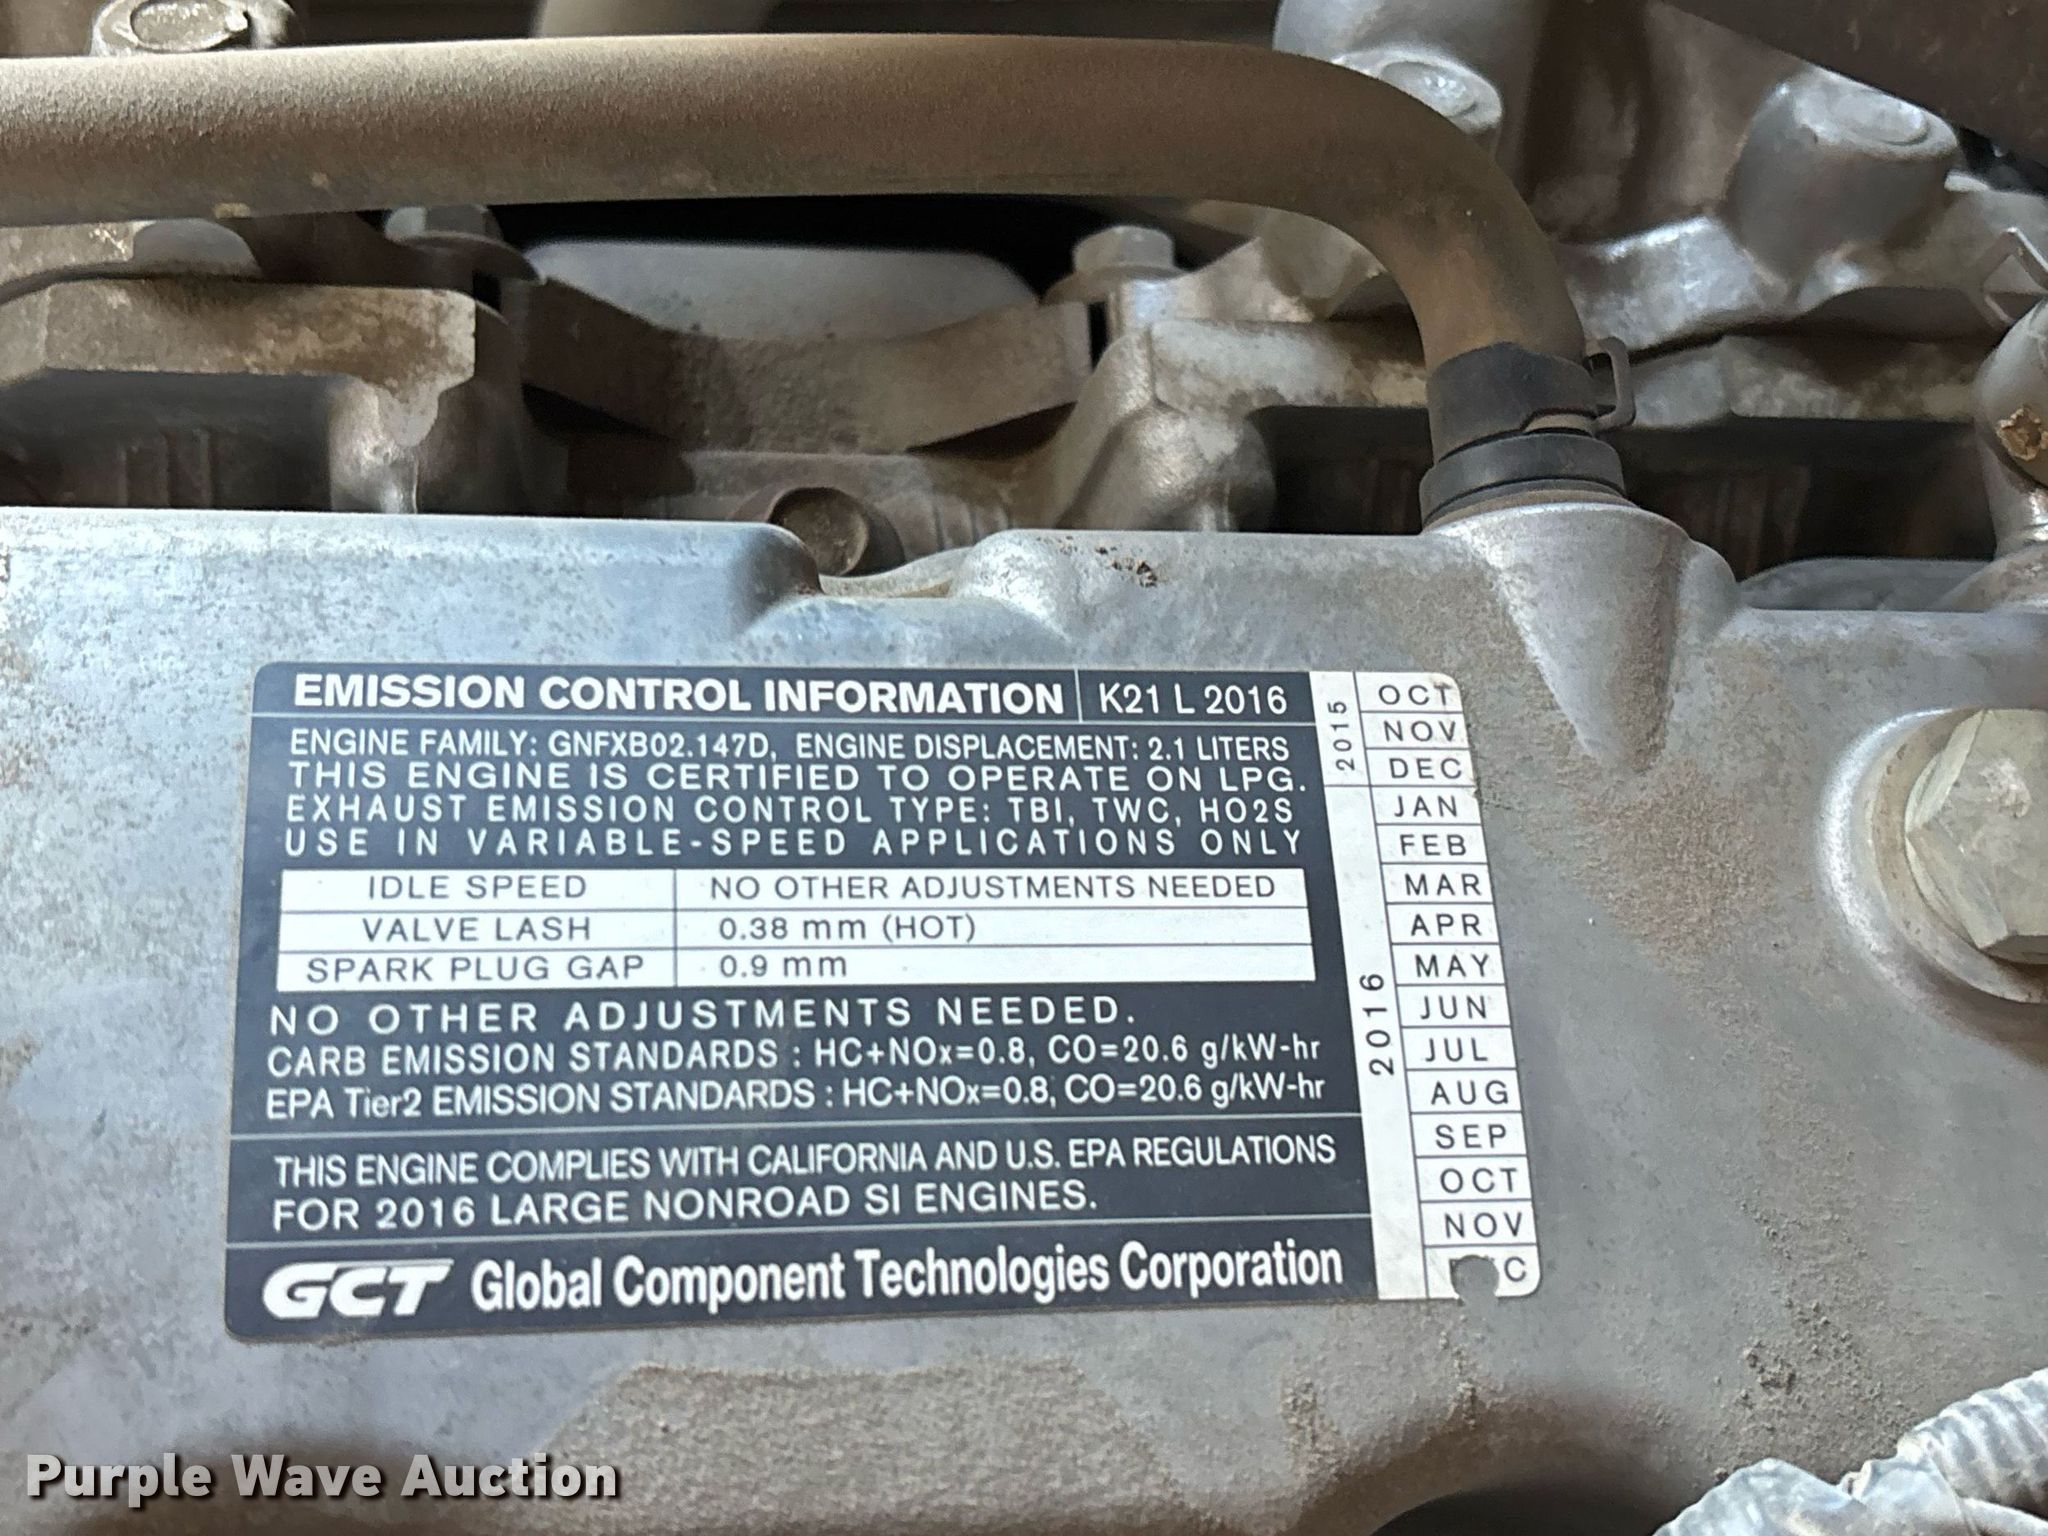 EMISSION CONTROL INFORMATION K21 L 2016
ENGINE FAMILY: GNFXB02.147D, ENGINE DISPLACEMENT: 2.1 LITERS
THIS ENGINE IS CERTIFIED TO OPERATE ON LPG.
EXHAUST EMISSION CONTROL TYPE: TBI, TWC, HO2S
USE IN VARIABLE-SPEED APPLICATIONS ONLY
IDLE SPEED NO OTHER ADJUSTMENTS NEEDED
VALVE LASH 0.38 mm (HOT)
SPARK PLUG GAP 0.9 mm
NO OTHER ADJUSTMENTS NEEDED.
CARB EMISSION STANDARDS : HC+NOx=0.8, CO=20.6 g/kW-hr
EPA Tier2 EMISSION STANDARDS : HC+NOx=0.8, CO=20.6 g/kW-hr
THIS ENGINE COMPLIES WITH CALIFORNIA AND U.S. EPA REGULATIONS
FOR 2016 LARGE NONROAD SI ENGINES.
GCT Global Component Technologies Corporation
2015
OCT
NOV
DEC
2016
JAN
FEB
MAR
APR
MAY
JUN
JUL
AUG
SEP
OCT
NOV
Purple Wave Auction